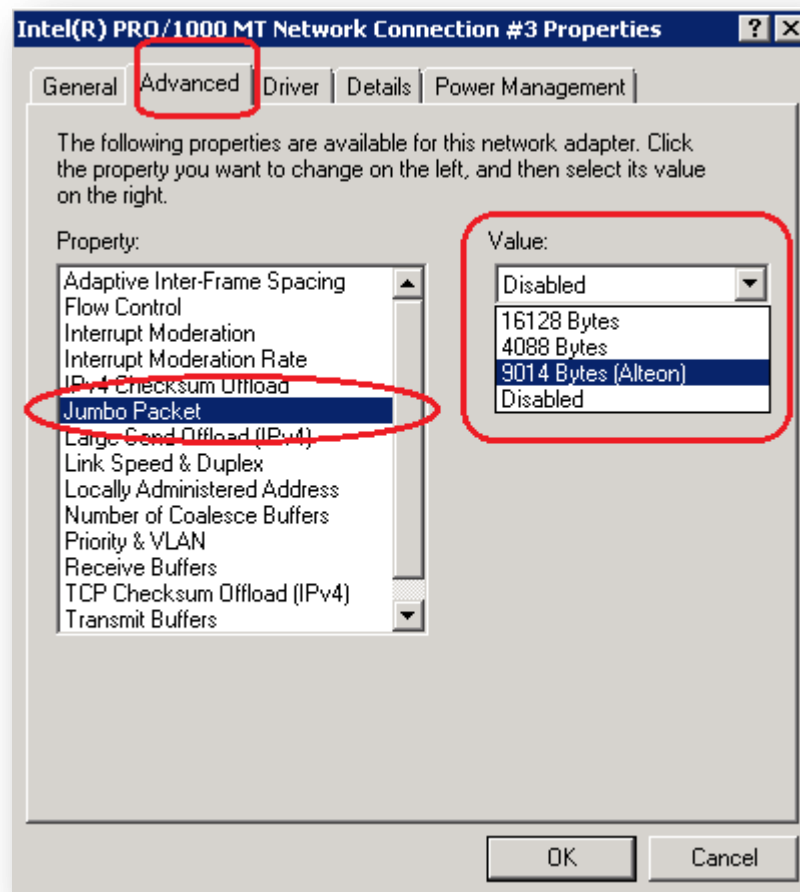 Intel(R) PRO/1000 MT Network Connection #3 Properties
General
Advanced
Driver
Details
Power Management
The following properties are available for this network adapter. Click
the property you want to change on the left, and then select its value
on the right.
Property:
Adaptive Inter-Frame Spacing
Flow Control
Interrupt Moderation
Interrupt Moderation Rate
IPv4 Checksum Offload
Jumbo Packet
Large Send Offload (IPv4)
Link Speed & Duplex
Locally Administered Address
Number of Coalesce Buffers
Priority & VLAN
Receive Buffers
TCP Checksum Offload (IPv4)
Transmit Buffers
Value:
Disabled
16128 Bytes
4088 Bytes
9014 Bytes (Alteon)
Disabled
OK
Cancel